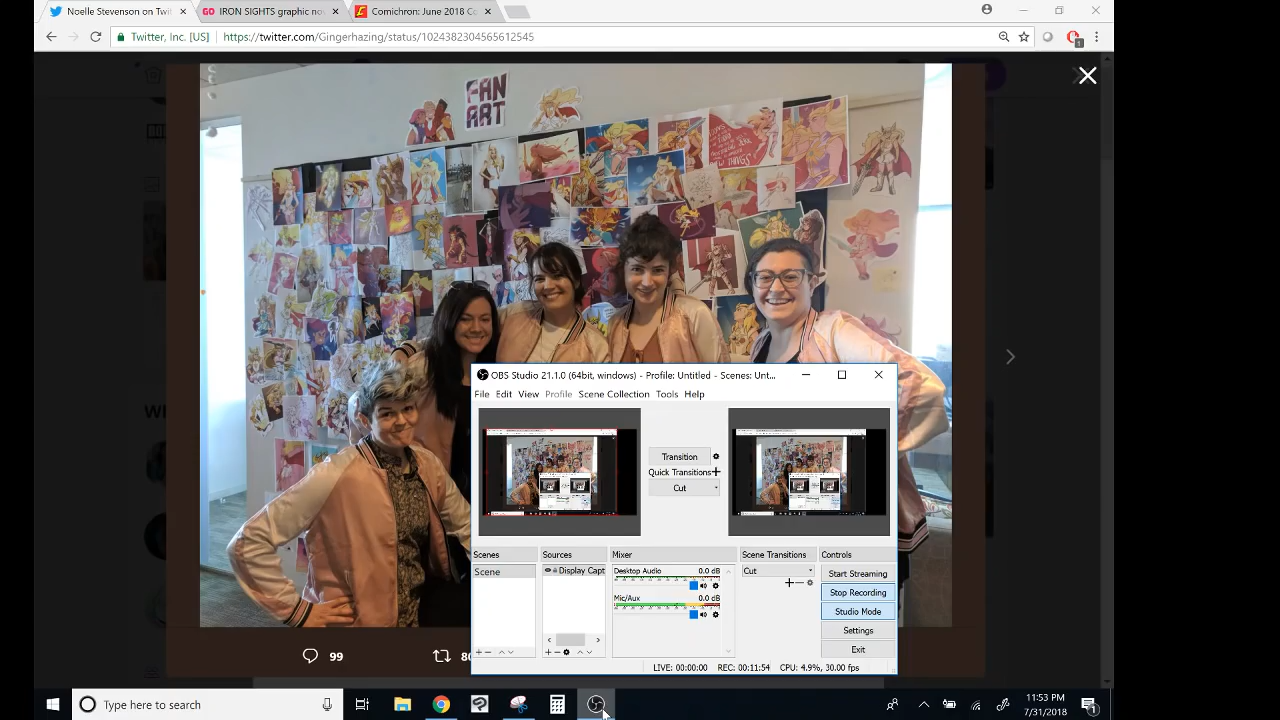 Noelle Stevenson on Twi
IRON SIGHTS graphic no
Comichron: June 2018 Co
Twitter, Inc. [US]
https://twitter.com/Gingerhazing/status/1024382304565612545
1
FAN
ART
99
OBS Studio 21.1.0 (64bit, windows) - Profile: Untitled - Scenes: Unt...
File Edit View Profile Scene Collection Tools Help
Transition
Quick Transitions
Cut
Scenes
Sources
Mixer
Scene Transitions
Controls
Scene
Display Capt
Desktop Audio 0.0 dB
Mic/Aux 0.0 dB
Cut
Start Streaming
Stop Recording
Studio Mode
Settings
Exit
LIVE: 00:00:00
REC: 00:11:54
CPU: 4.9%, 30.00 fps
Type here to search
11:53 PM
7/31/2018
1